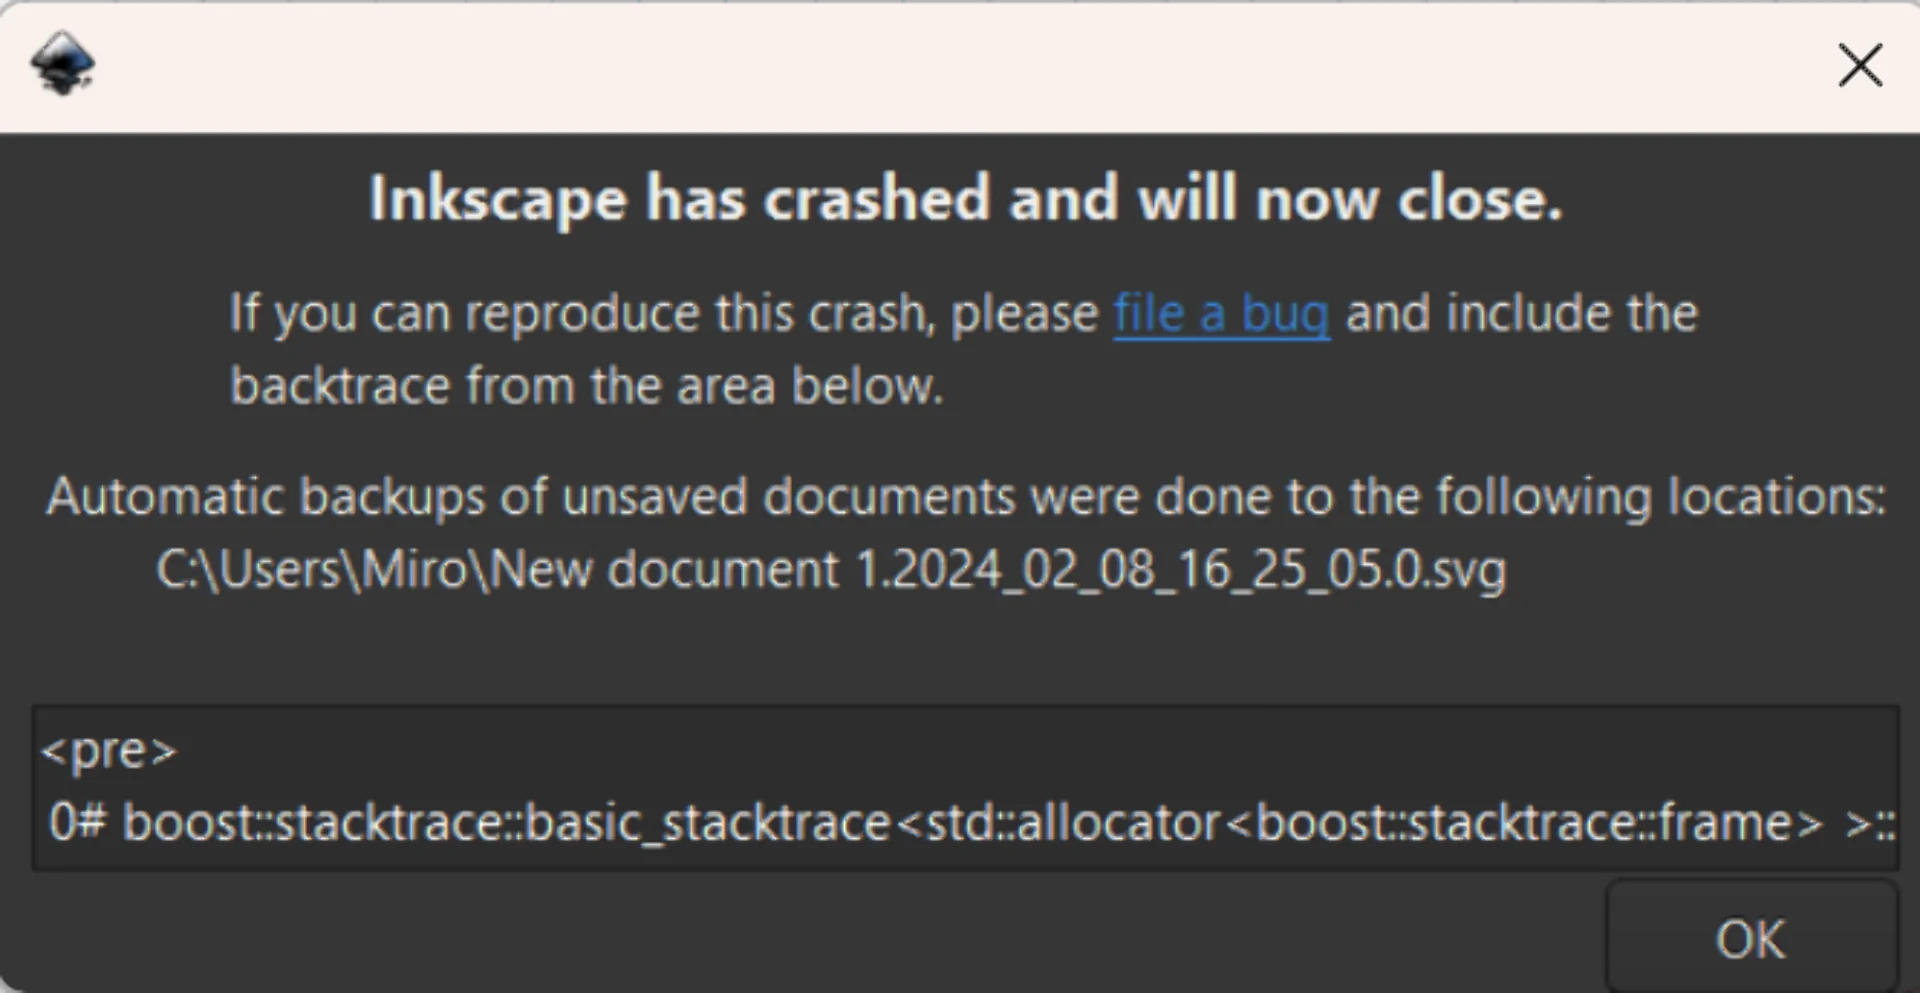 Inkscape has crashed and will now close.
If you can reproduce this crash, please file a bug and include the
backtrace from the area below.
Automatic backups of unsaved documents were done to the following locations:
C:\Users\Miro\New document 1.2024_02_08_16_25_05.0.svg
<pre>
0# boost::stacktrace::basic_stacktrace<std::allocator<boost::stacktrace::frame> >::
OK